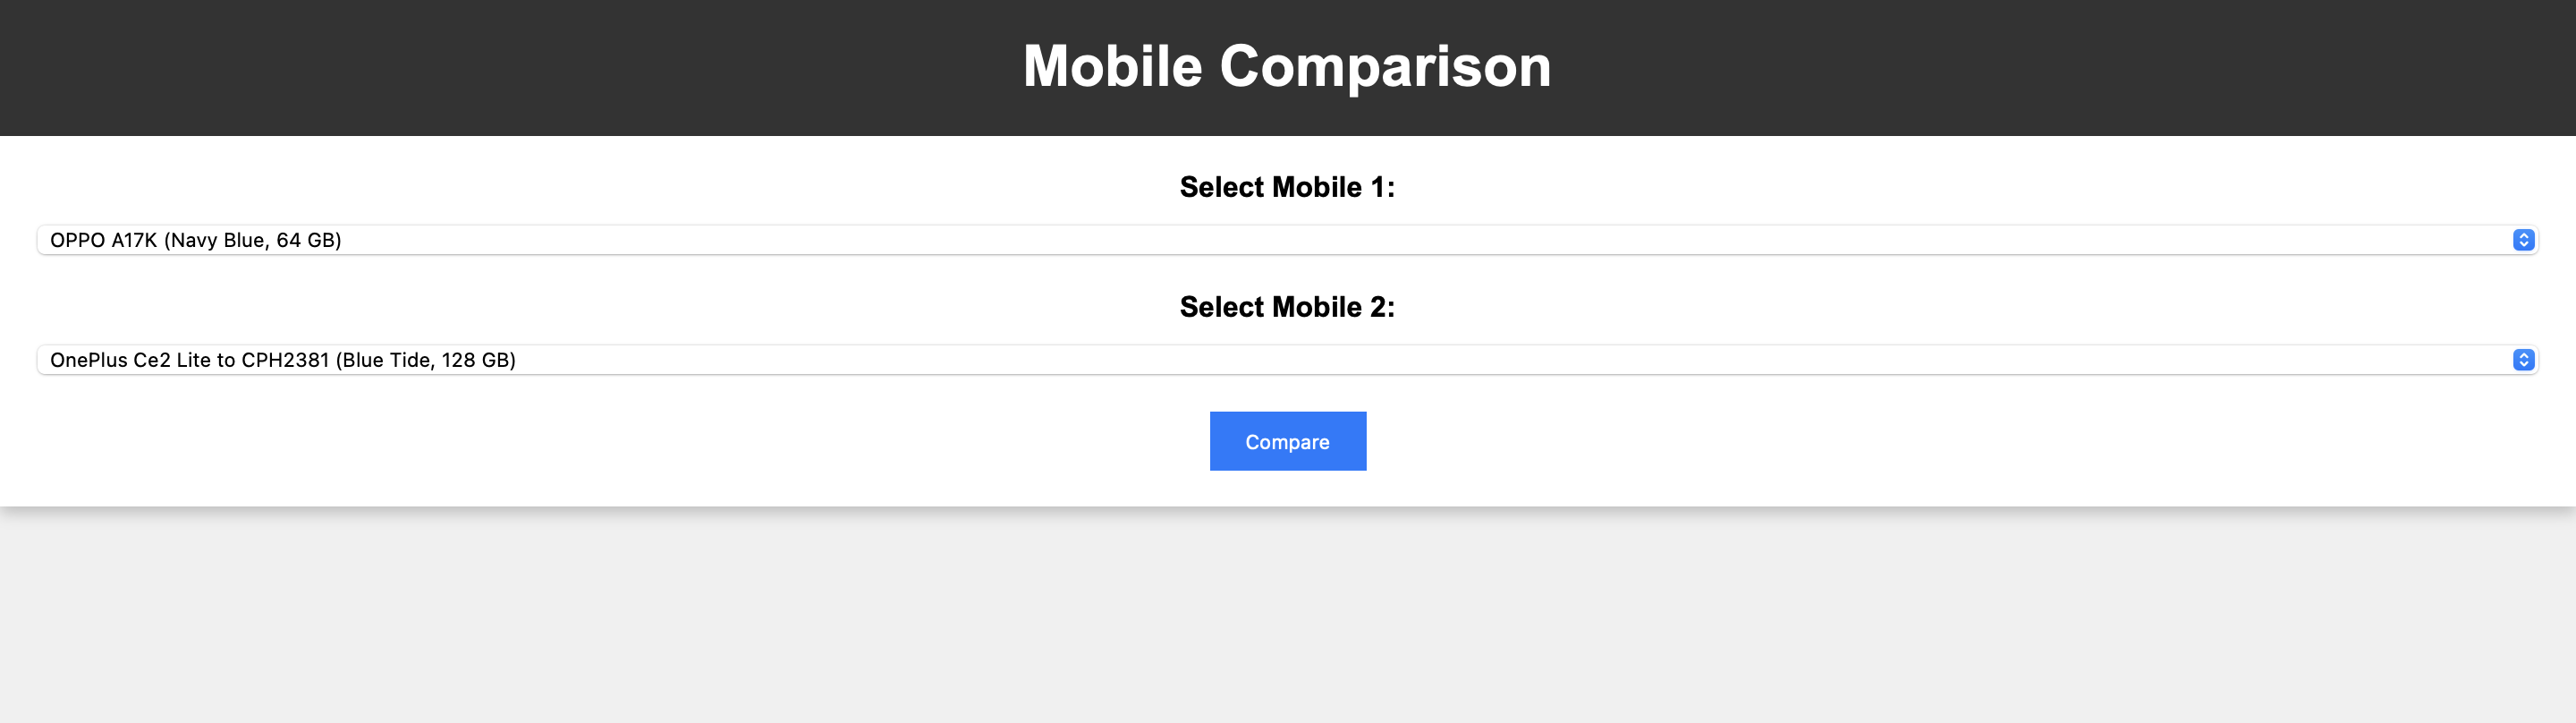 Mobile Comparison
Select Mobile 1:
OPPO A17K (Navy Blue, 64 GB)
Select Mobile 2:
OnePlus Ce2 Lite to CPH2381 (Blue Tide, 128 GB)
Compare